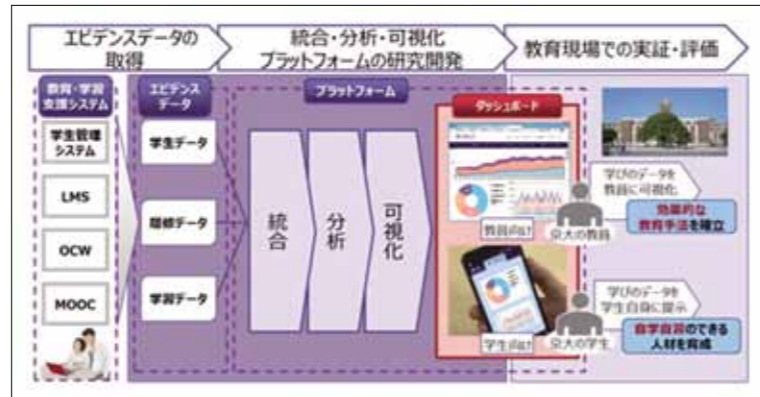 エビデンスデータの
取得
統合・分析・可視化
プラットフォームの研究開発
教育現場での実証・評価
教育・学習
支援システム
学生管理
システム
LMS
OCW
MOOC
エビデンス
データ
学生データ
履修データ
学習データ
プラットフォーム
統合
分析
可視化
ダッシュボード
教員向け
京大の教員
学びのデータを
教員に可視化
効果的な
教育手法を確立
学生向け
京大の学生
学びのデータを
学生自身に提示
自学自習のできる
人材を育成